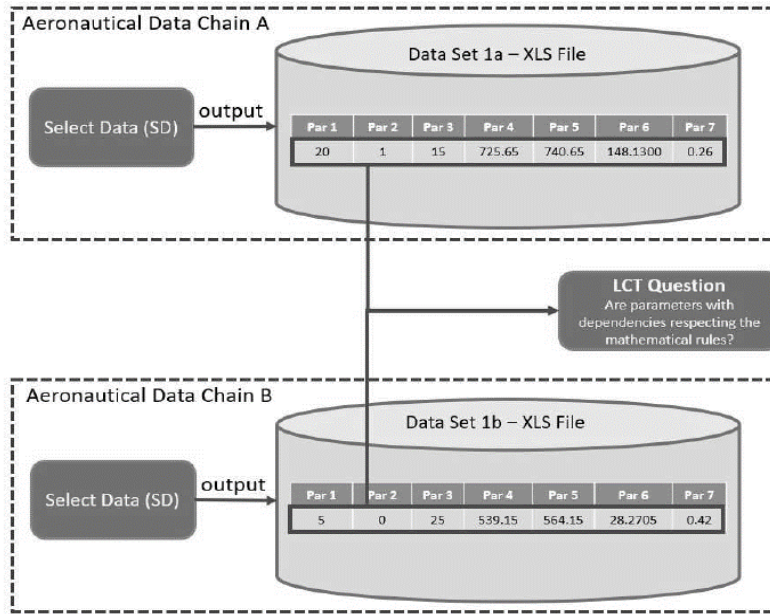 Aeronautical Data Chain A
Data Set 1a – XLS File
Select Data (SD)
output
Par 1 Par 2 Par 3 Par 4 Par 5 Par 6 Par 7
20 1 15 725.65 740.65 148.1300 0.26
LCT Question
Are parameters with
dependencies respecting the
mathematical rules?
Aeronautical Data Chain B
Data Set 1b – XLS File
Select Data (SD)
output
Par 1 Par 2 Par 3 Par 4 Par 5 Par 6 Par 7
5 0 25 539.15 564.15 28.2705 0.42